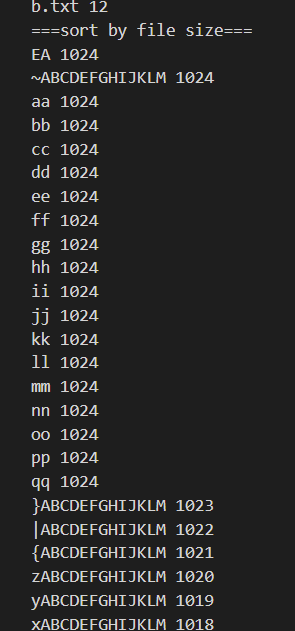 b.txt 12
===sort by file size===
EA 1024
~ABCDEFGHIJKLM 1024
aa 1024
bb 1024
cc 1024
dd 1024
ee 1024
ff 1024
gg 1024
hh 1024
ii 1024
jj 1024
kk 1024
ll 1024
mm 1024
nn 1024
oo 1024
pp 1024
qq 1024
}ABCDEFGHIJKLM 1023
|ABCDEFGHIJKLM 1022
{ABCDEFGHIJKLM 1021
zABCDEFGHIJKLM 1020
yABCDEFGHIJKLM 1019
xABCDEFGHIJKLM 1018